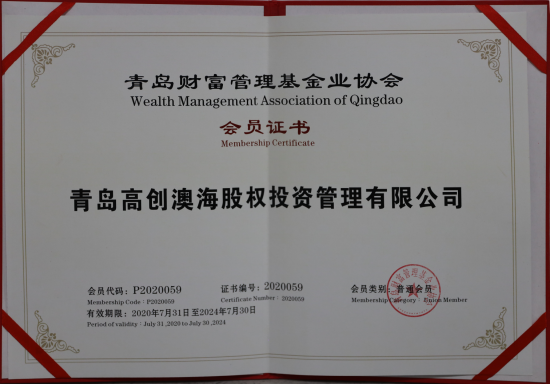 青岛财富管理基金业协会
Wealth Management Association of Qingdao
会员证书
Membership Certificate
青岛高创澳海股权投资管理有限公司
会员代码：P2020059 证书编号：2020059 会员类别：普通会员
Membership Code：P2020059 Certificate Number： 2020059 Membership Category： Union Member
有效期限：2020年7月31日至2024年7月30日
Period of validity：July 31,2020 to July 30,2024